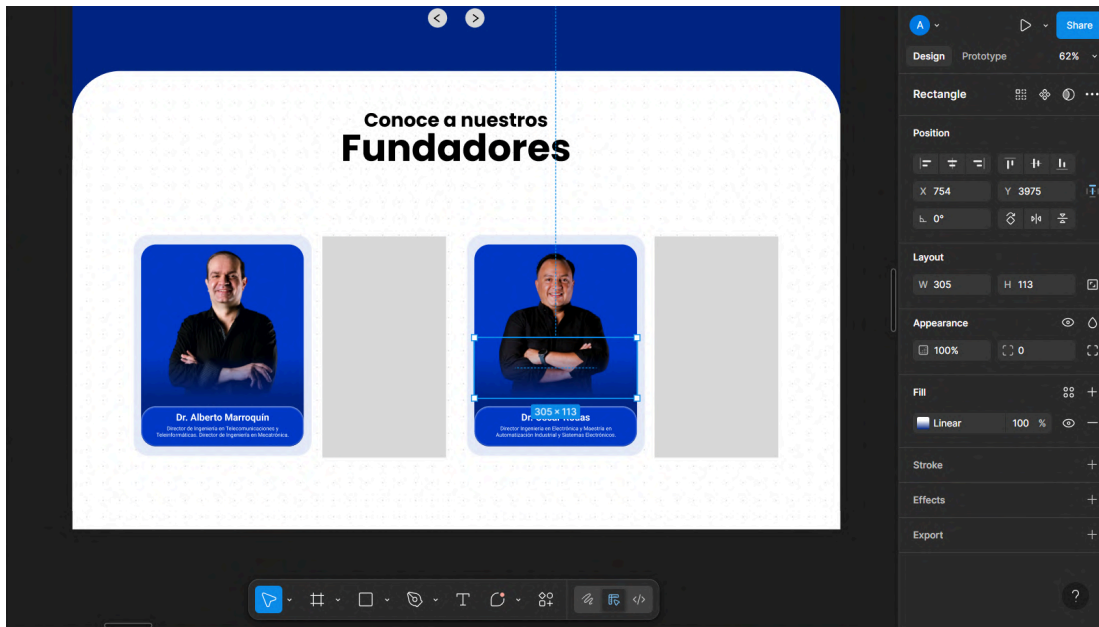 A
Share
Design Prototype 62%
Rectangle
Position
X 754 Y 3975
0°
Layout
W 305 H 113
Appearance
100% 0
Fill
Linear 100 %
Stroke
Effects
Export
?
Conoce a nuestros
Fundadores
Dr. Alberto Marroquín
Director de Ingeniería en Telecomunicaciones y
Teleinformáticas. Director de Ingeniería en Mecatrónica.
305 × 113
Director Ingeniería en Electrónica y Maestría en
Automatización Industrial y Sistemas Electrónicos.
T